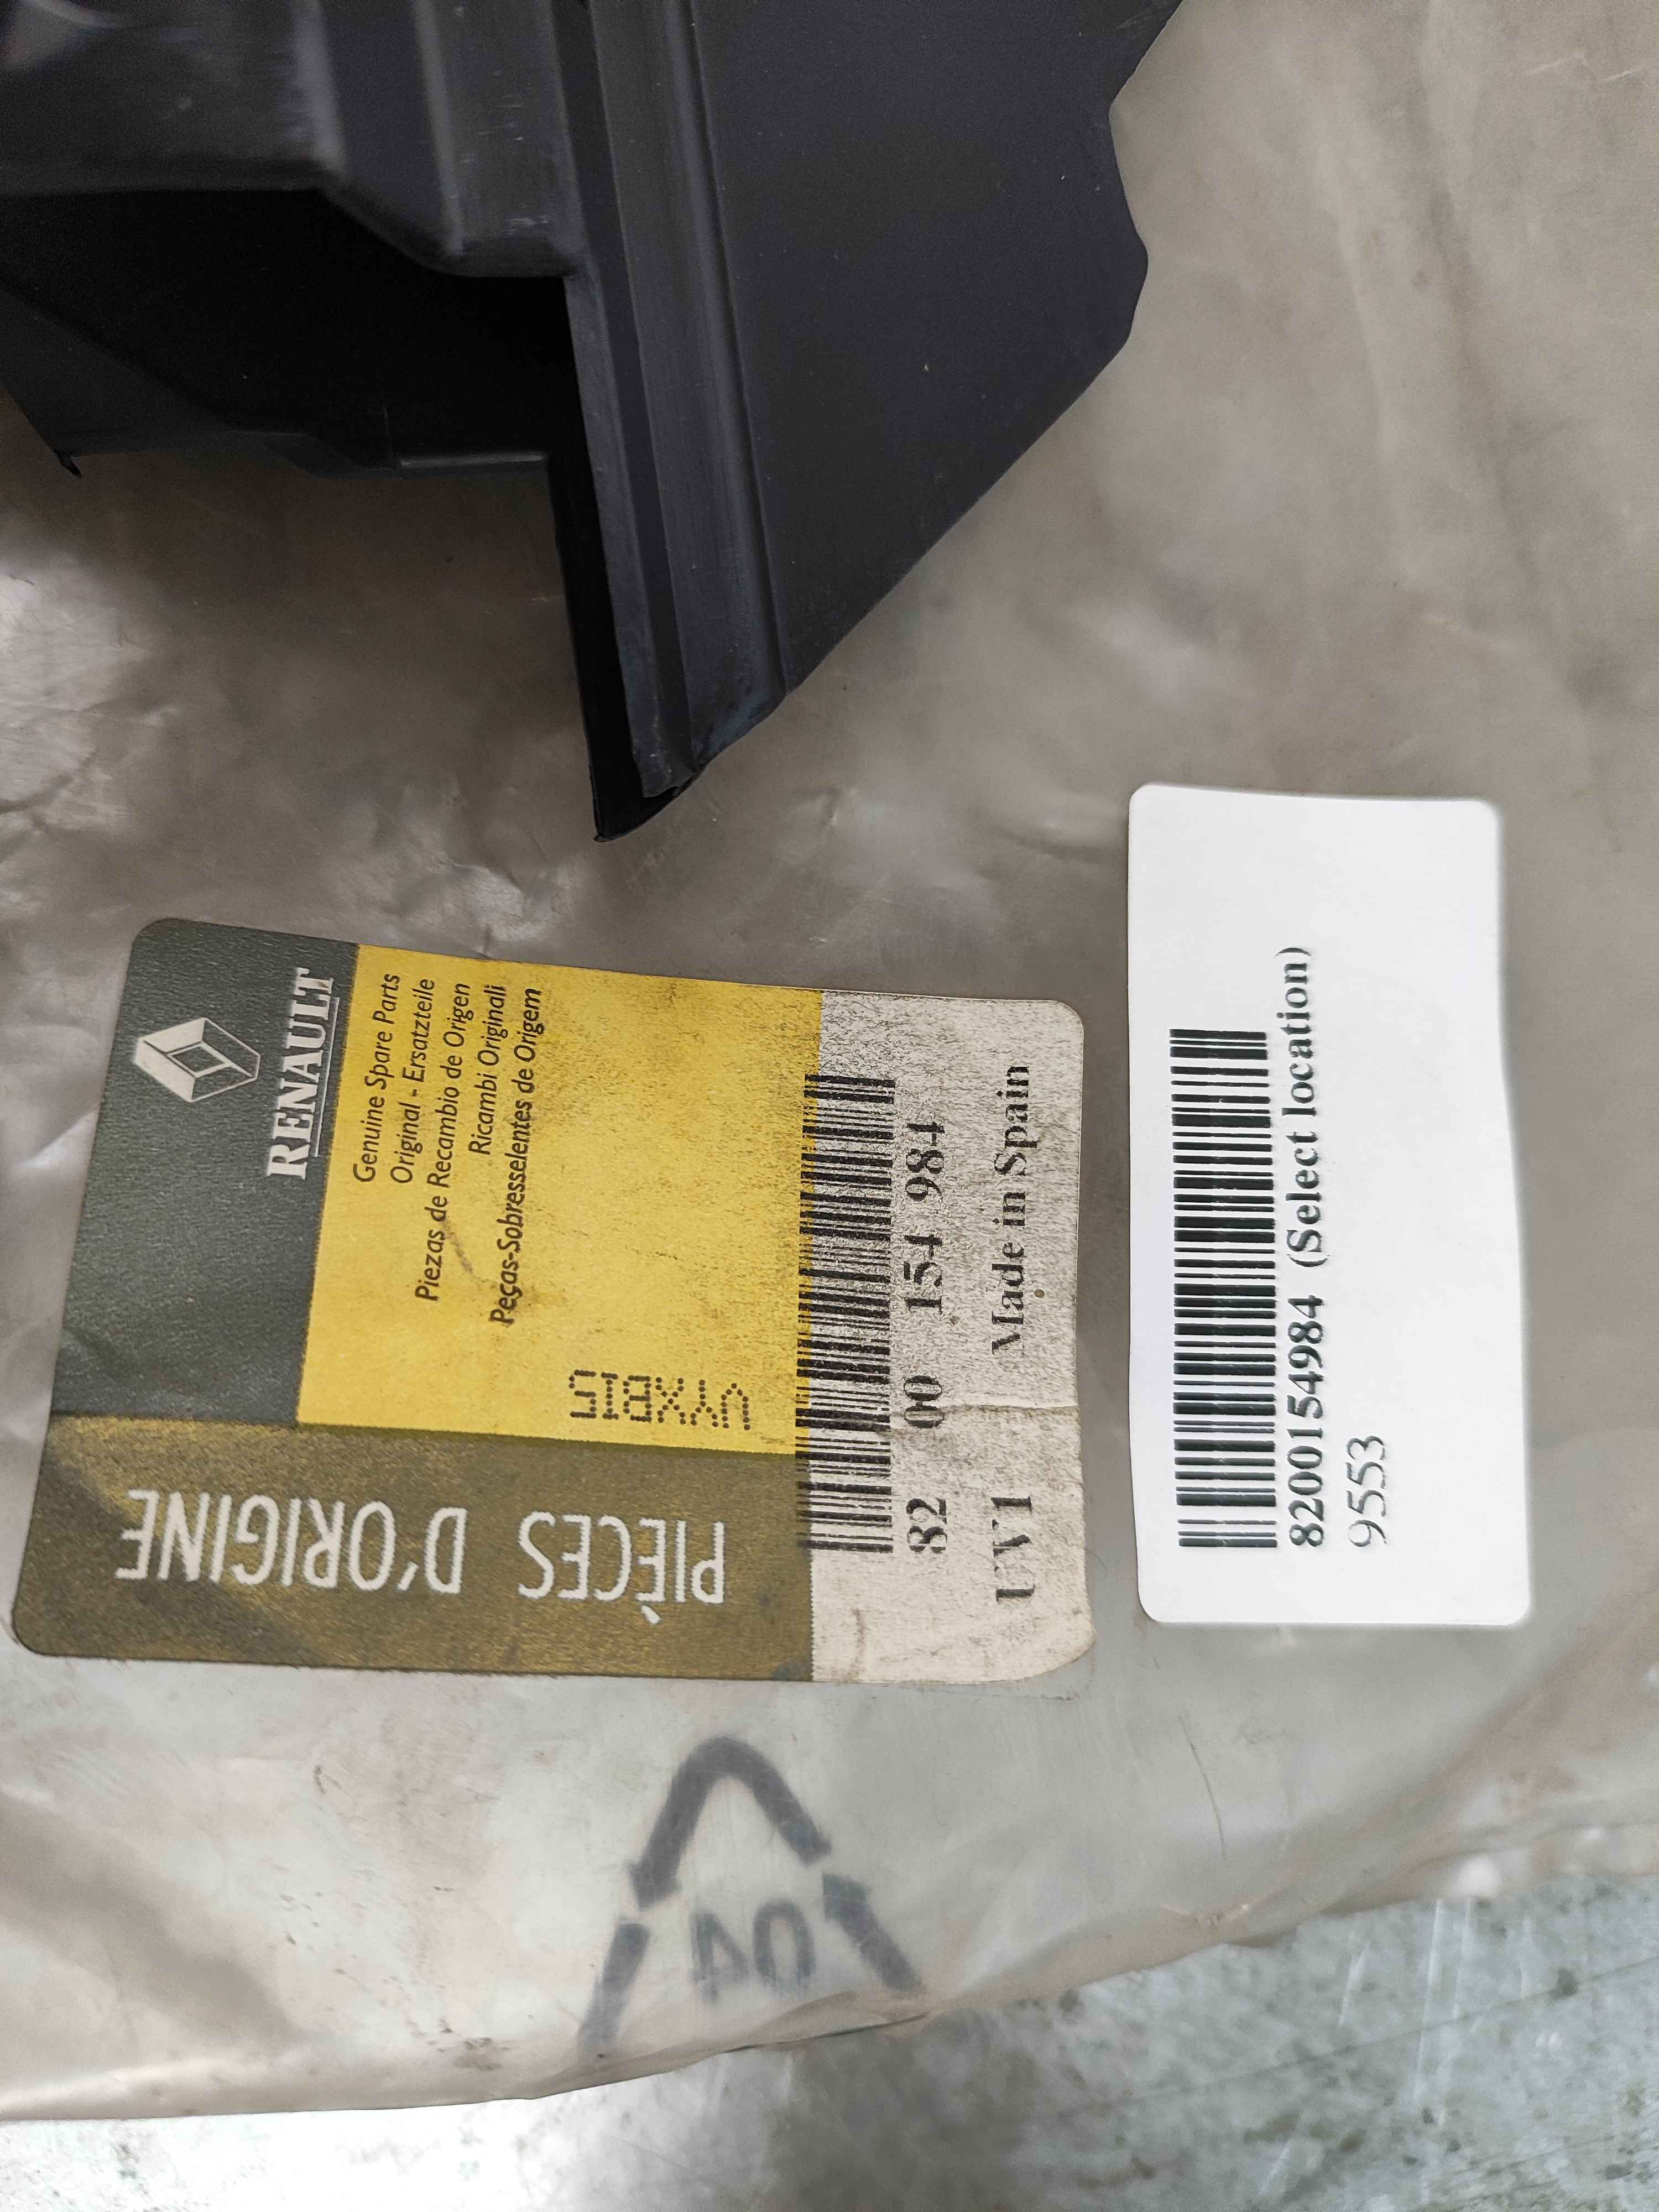 RENAULT
Genuine Spare Parts
Original - Ersatzteile
Piezas de Recambio de Origen
Ricambi Originali
Peças-Sobresselentes de Origem
PIÈCES D'ORIGINE
82 00 154 984
UV1 Made in Spain
8200154984 (Select location)
9553
04